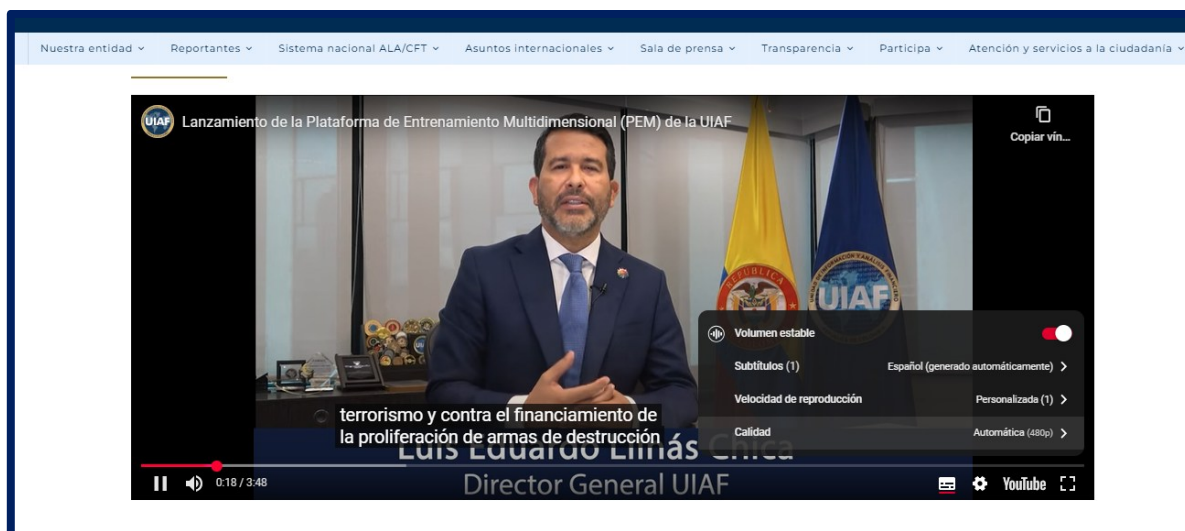 Nuestra entidad Reportantes Sistema nacional ALA/CFT Asuntos internacionales Sala de prensa Transparencia Participa Atención y servicios a la ciudadanía
UIAF Lanzamiento de la Plataforma de Entrenamiento Multidimensional (PEM) de la UIAF
Copiar vín...
REPUBLICA
UIAF
Volumen estable
Subtítulos (1) Español (generado automáticamente)
Velocidad de reproducción Personalizada (1)
Calidad Automática (480p)
terrorismo y contra el financiamiento de
la proliferación de armas de destrucción
Luis Eduardo Llinás Chica
Director General UIAF
0:18 / 3:48
YouTube